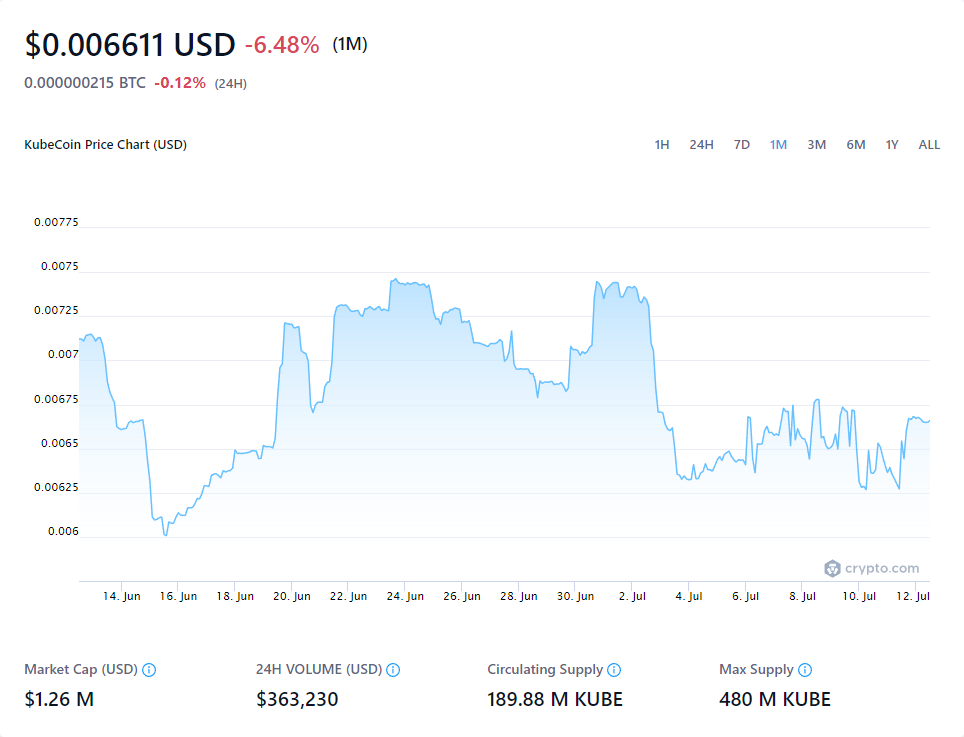 $0.006611 USD -6.48% (1M)
0.000000215 BTC -0.12% (24H)
KubeCoin Price Chart (USD)
1H 24H 7D 1M 3M 6M 1Y ALL
0.00775
0.0075
0.00725
0.007
0.00675
0.0065
0.00625
0.006
crypto.com
14. Jun 16. Jun 18. Jun 20. Jun 22. Jun 24. Jun 26. Jun 28. Jun 30. Jun 2. Jul 4. Jul 6. Jul 8. Jul 10. Jul 12. Jul
Market Cap (USD) 24H VOLUME (USD) Circulating Supply Max Supply
$1.26 M $363,230 189.88 M KUBE 480 M KUBE